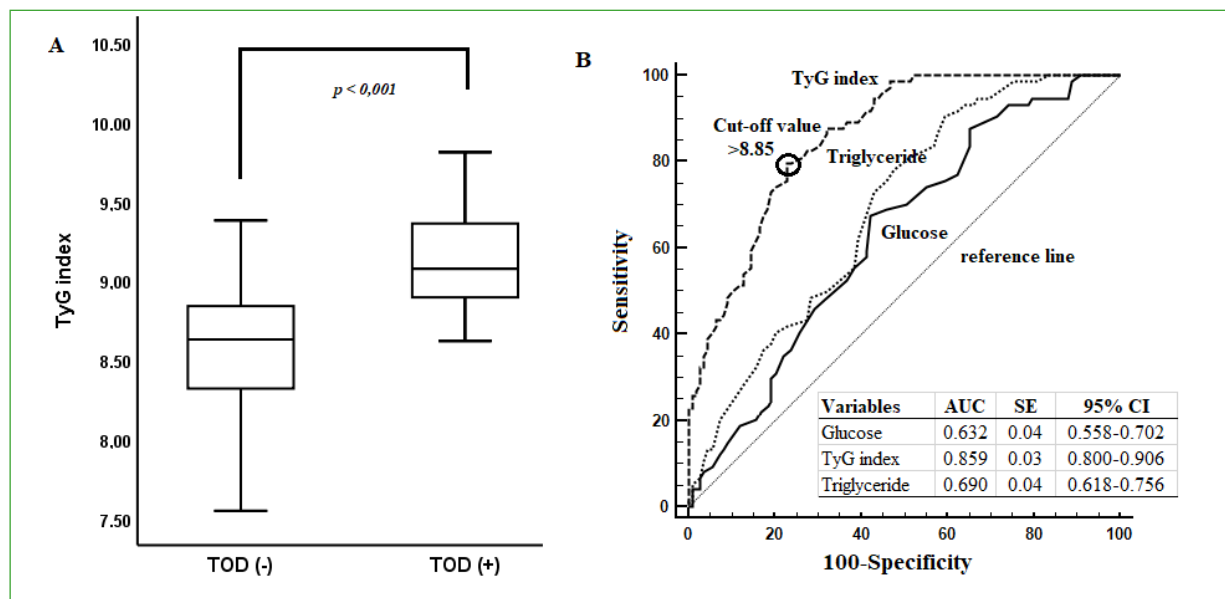 A
10.50
10.00
9.50
9.00
8.50
8.00
7.50
TyG index
p < 0,001
TOD (-) TOD (+)
B
100
80
60
40
20
0
Sensitivity
TyG index
Cut-off value
>8.85
Triglyceride
Glucose
reference line
Variables AUC SE 95% CI
Glucose 0.632 0.04 0.558-0.702
TyG index 0.859 0.03 0.800-0.906
Triglyceride 0.690 0.04 0.618-0.756
0 20 40 60 80 100
100-Specificity